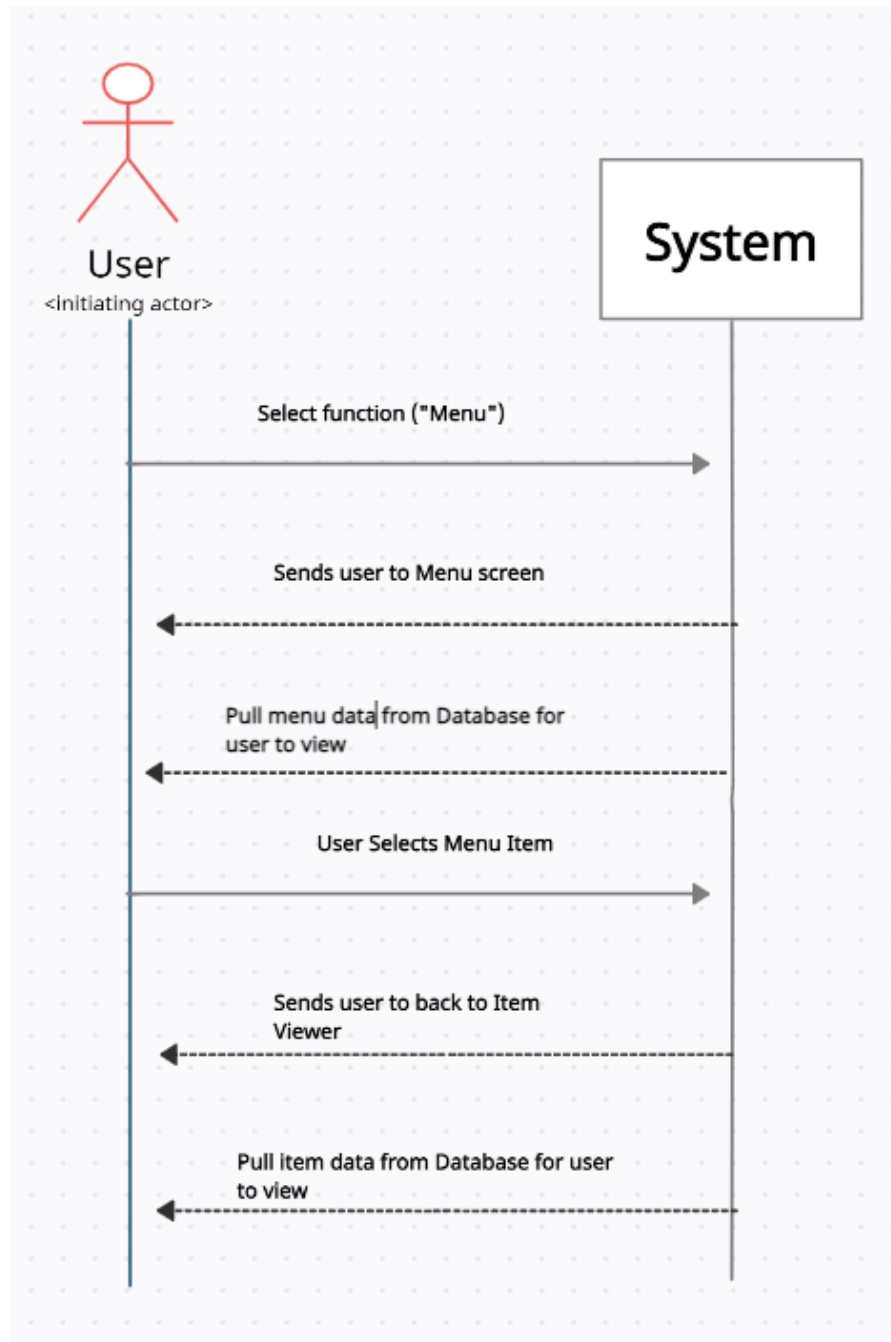 User
<initiating actor>
System
Select function ("Menu")
Sends user to Menu screen
Pull menu data from Database for
user to view
User Selects Menu Item
Sends user to back to Item
Viewer
Pull item data from Database for user
to view